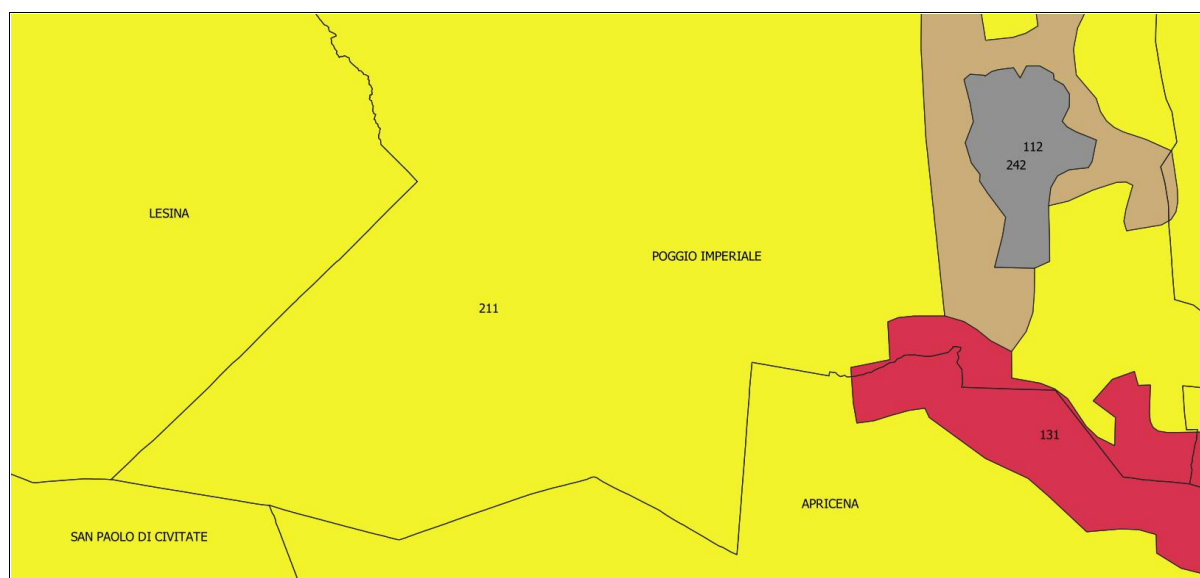 112
242
LESINA
POGGIO IMPERIALE
211
131
APRICENA
SAN PAOLO DI CIVITATE